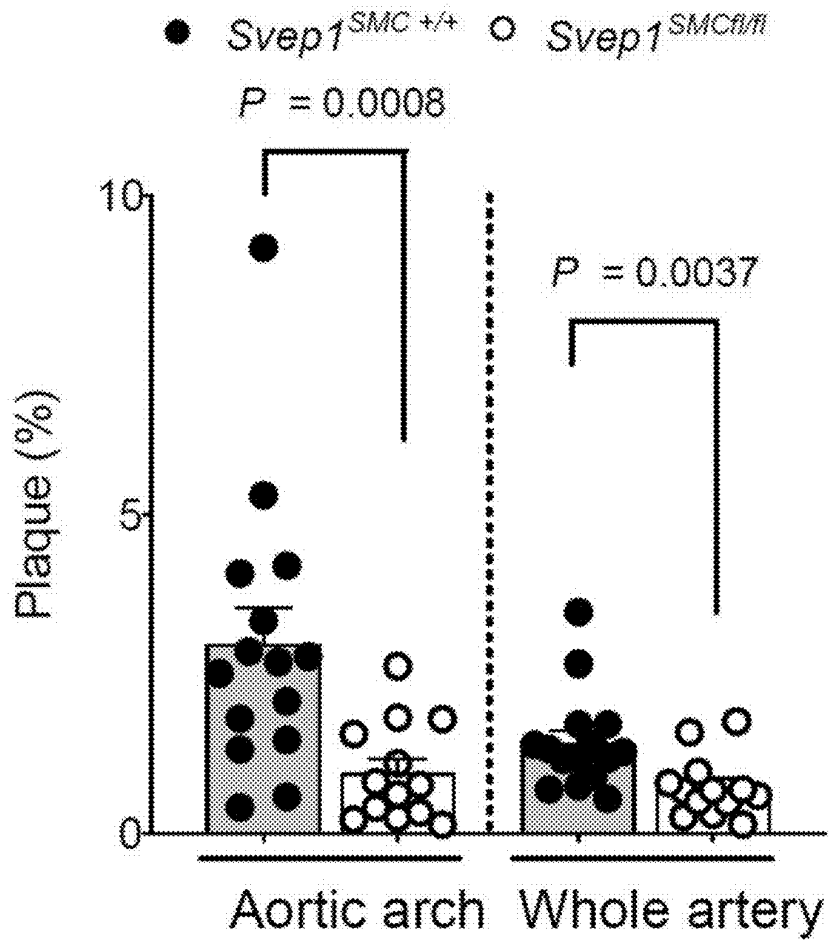 ● Svep1SMC +/+ ○ Svep1SMCfl/fl
P = 0.0008
10
P = 0.0037
Plaque (%)
5
0
Aortic arch Whole artery